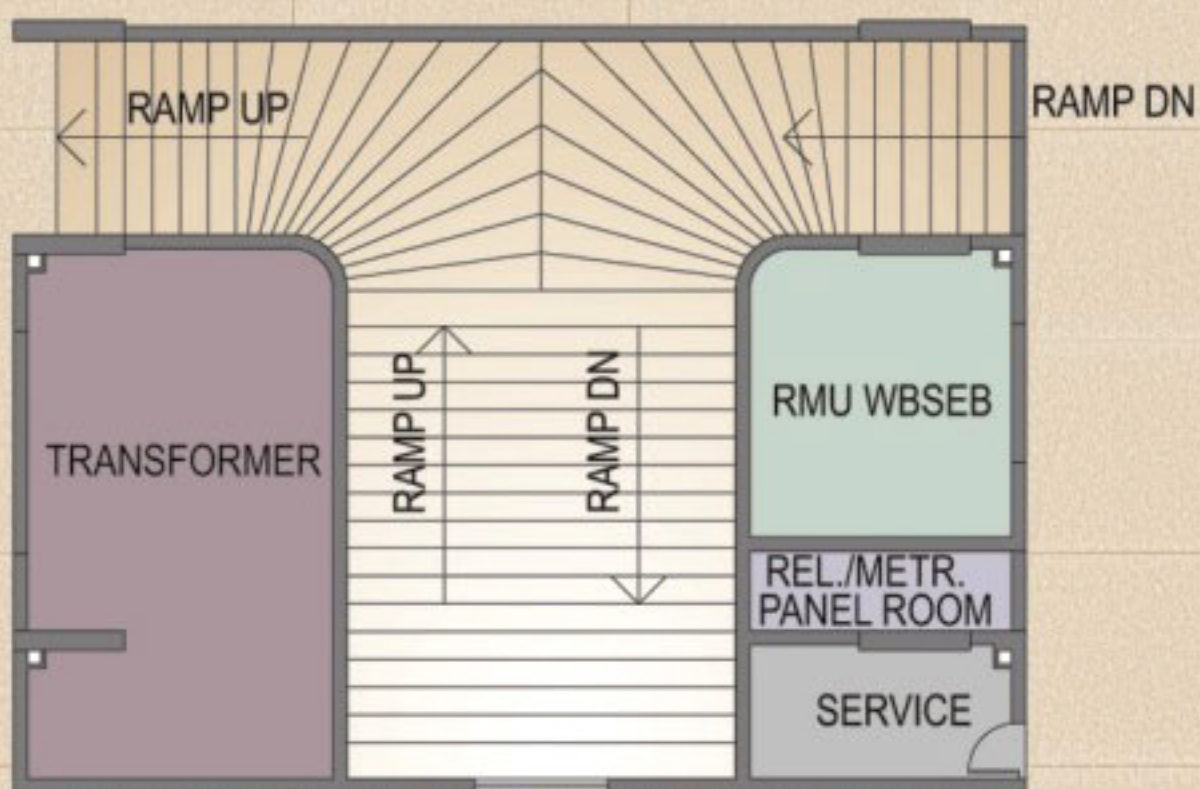 RAMP UP
RAMP DN
RAMP UP
RAMP DN
TRANSFORMER
RMU WBSEB
REL./METR.
PANEL ROOM
SERVICE